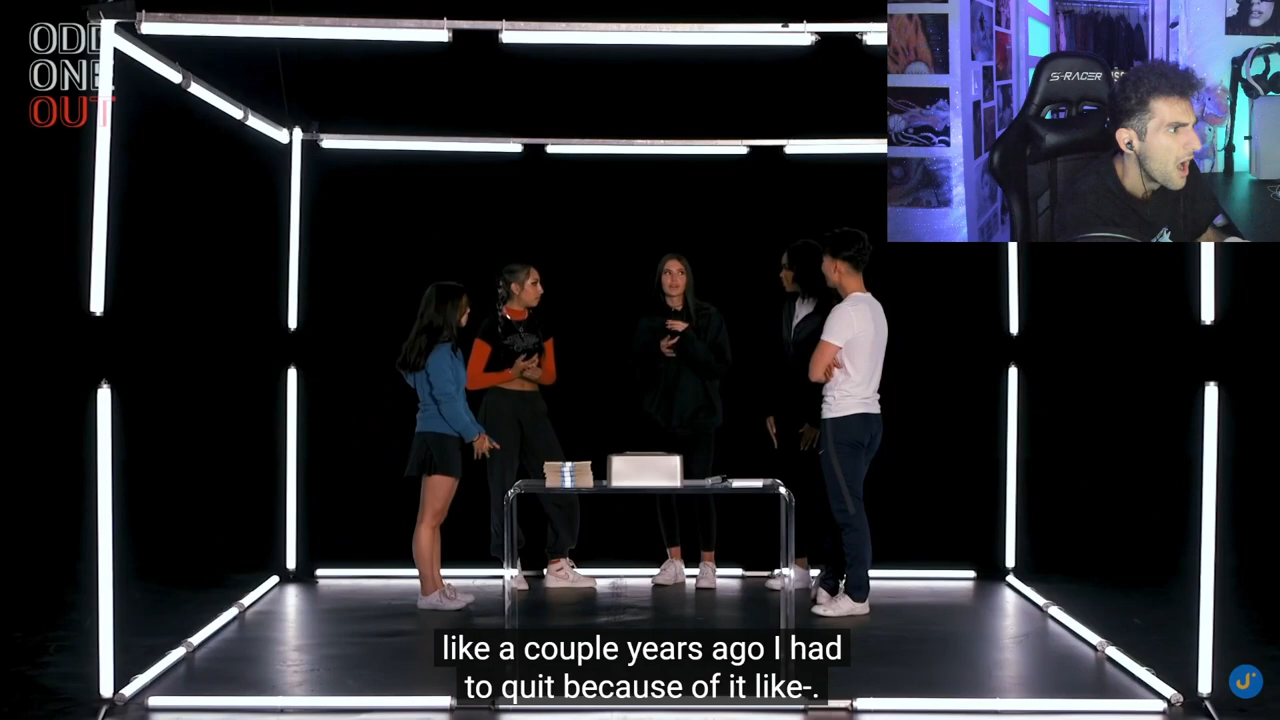 ODD
ONE
OUT
S-RACER
like a couple years ago I had
to quit because of it like-.